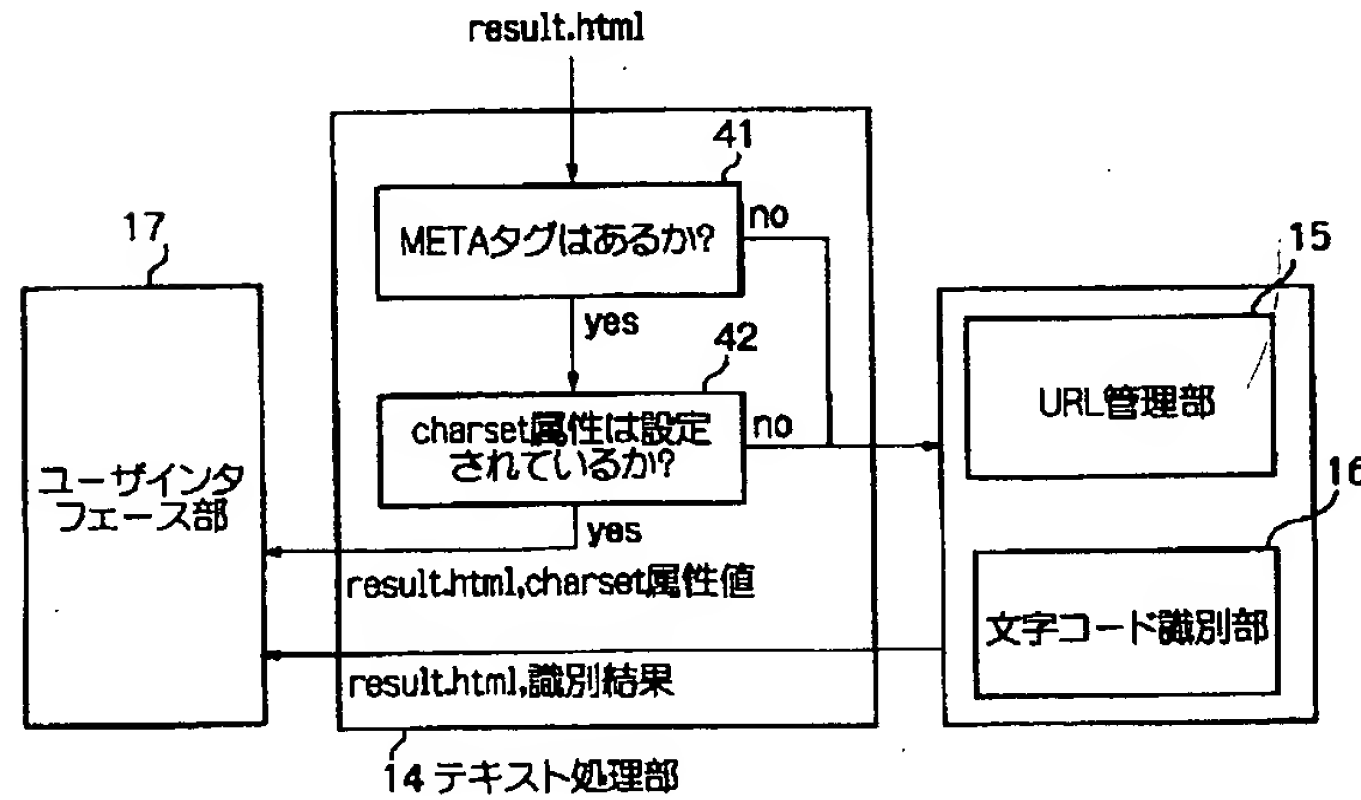 result.html
41
METAタグはあるか?
no
17
15
yes
42
URL管理部
charset属性は設定
されているか?
no
16
ユーザインタ
フェース部
yes
result.html,charset属性値
文字コード識別部
result.html,識別結果
14 テキスト処理部